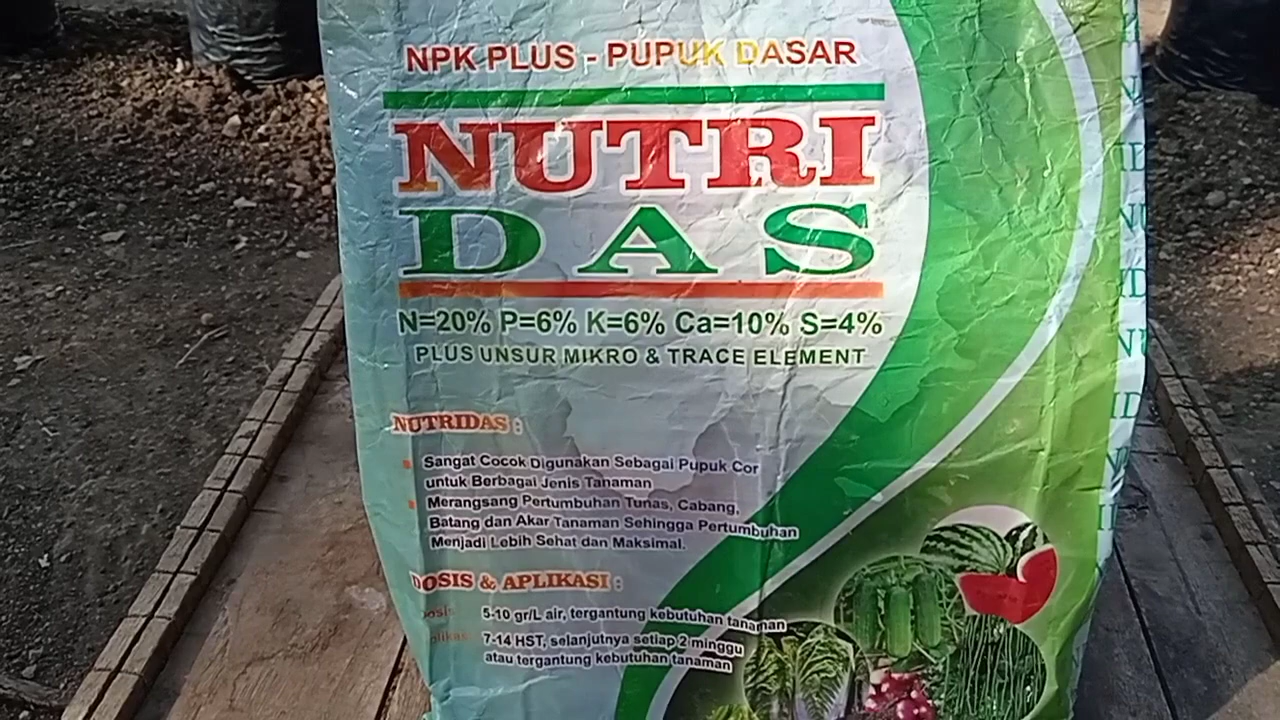 NPK PLUS - PUPUK DASAR
NUTRI
DAS
N=20% P=6% K=6% Ca=10% S=4%
PLUS UNSUR MIKRO & TRACE ELEMENT
NUTRIDAS :
Sangat Cocok Digunakan Sebagai Pupuk Cor
untuk Berbagai Jenis Tanaman
Merangsang Pertumbuhan Tunas, Cabang,
Batang dan Akar Tanaman Sehingga Pertumbuhan
Menjadi Lebih Sehat dan Maksimal.
DOSIS & APLIKASI :
5-10 gr/L air, tergantung kebutuhan tanaman
7-14 HST, selanjutnya setiap 2 minggu
atau tergantung kebutuhan tanaman